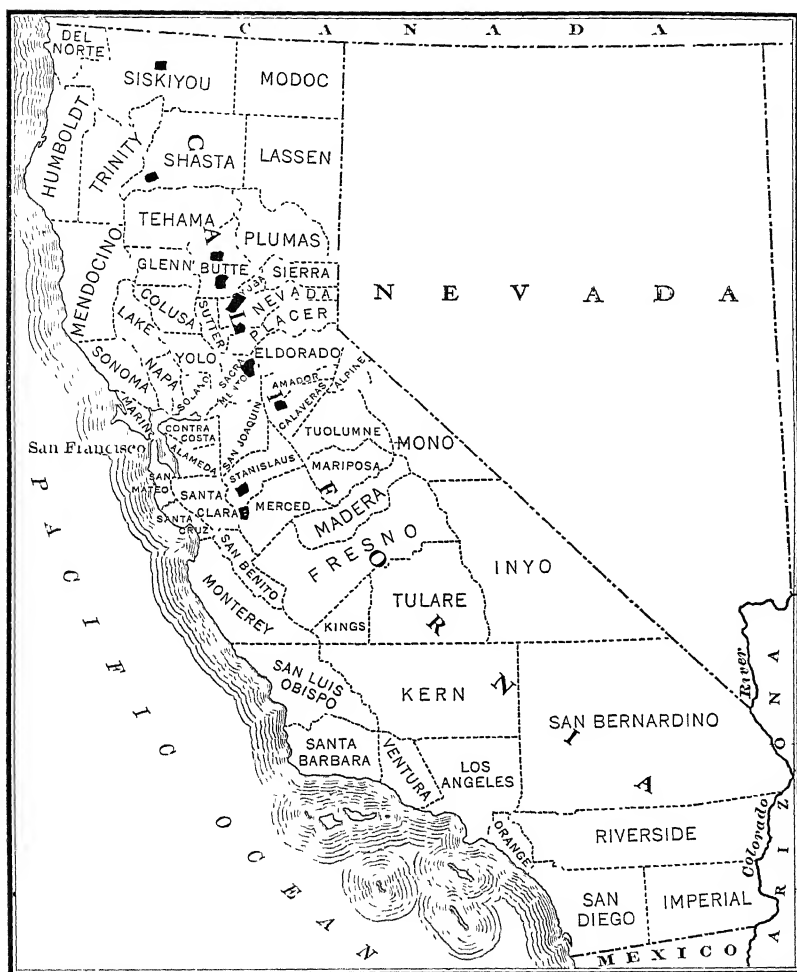 CANADA
DEL
NORTE
SISKIYOU
MODOC
HUMBOLDT
TRINITY
SHASTA
LASSEN
TEHAMA
PLUMAS
MENDOCINO
GLENN
BUTTE
SIERRA
YUBA
NEVADA
NEVADA
COLUSA
LAKE
SUTTER
PLACER
SONOMA
NAPA
YOLO
SOLANO
SACRA
MENTO
ELDORADO
AMADOR
ALPINE
CALAVERAS
MARIN
CONTRA
COSTA
SAN JOAQUIN
TUOLUMNE
MONO
San Francisco
ALAMEDA
STANISLAUS
MARIPOSA
SAN
MATEO
SANTA
CLARA
MERCED
MADERA
SANTA
CRUZ
SAN BENITO
FRESNO
INYO
MONTEREY
KINGS
TULARE
CALIFORNIA
SAN LUIS
OBISPO
KERN
SAN BERNARDINO
SANTA
BARBARA
VENTURA
LOS
ANGELES
ORANGE
RIVERSIDE
SAN
DIEGO
IMPERIAL
Colorado River
ARIZONA
MEXICO
PACIFIC OCEAN